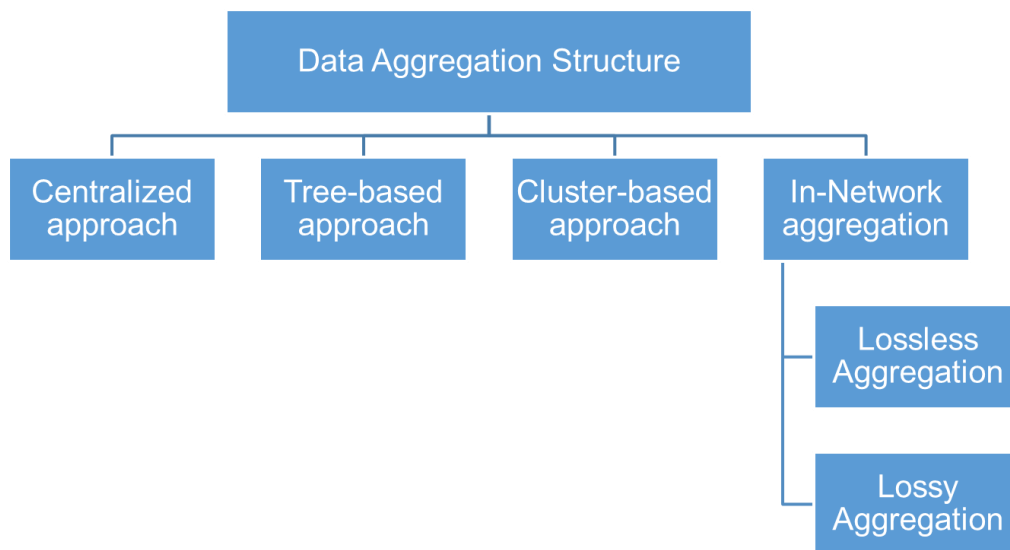 Data Aggregation Structure
Centralized
approach
Tree-based
approach
Cluster-based
approach
In-Network
aggregation
Lossless
Aggregation
Lossy
Aggregation